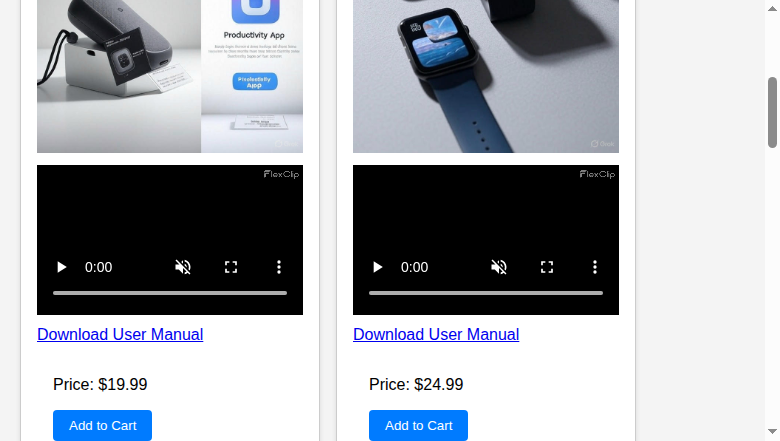 Productivity App
Productivity
App
FlexClip
0:00
Download User Manual
Price: $19.99
Add to Cart
FlexClip
0:00
Download User Manual
Price: $24.99
Add to Cart